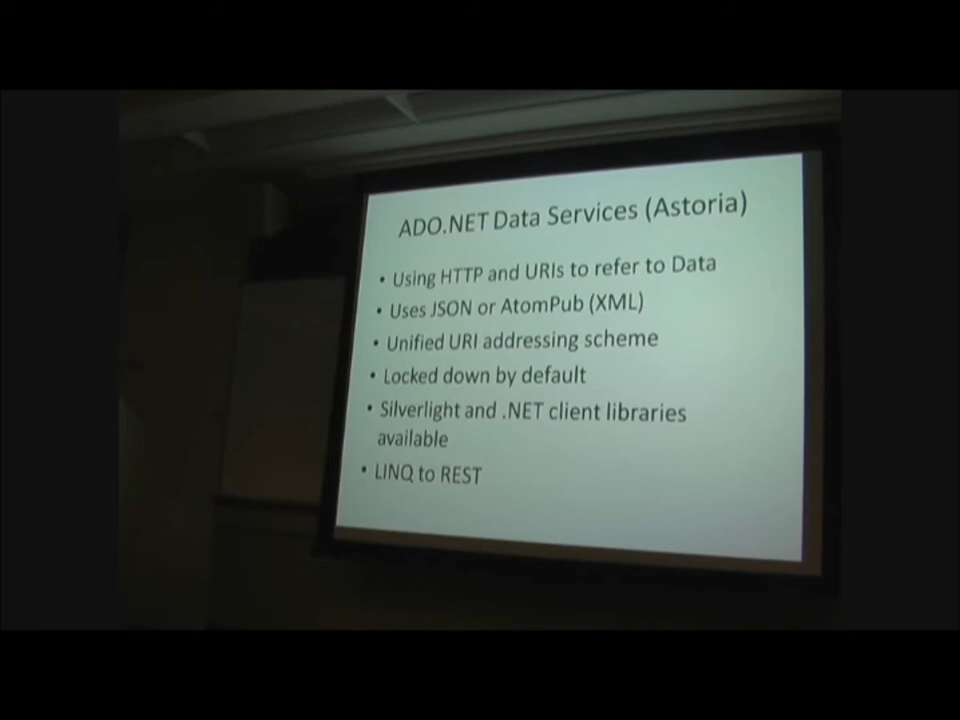 ADO.NET Data Services (Astoria)
• Using HTTP and URIs to refer to Data
• Uses JSON or AtomPub (XML)
• Unified URI addressing scheme
• Locked down by default
• Silverlight and .NET client libraries
available
• LINQ to REST